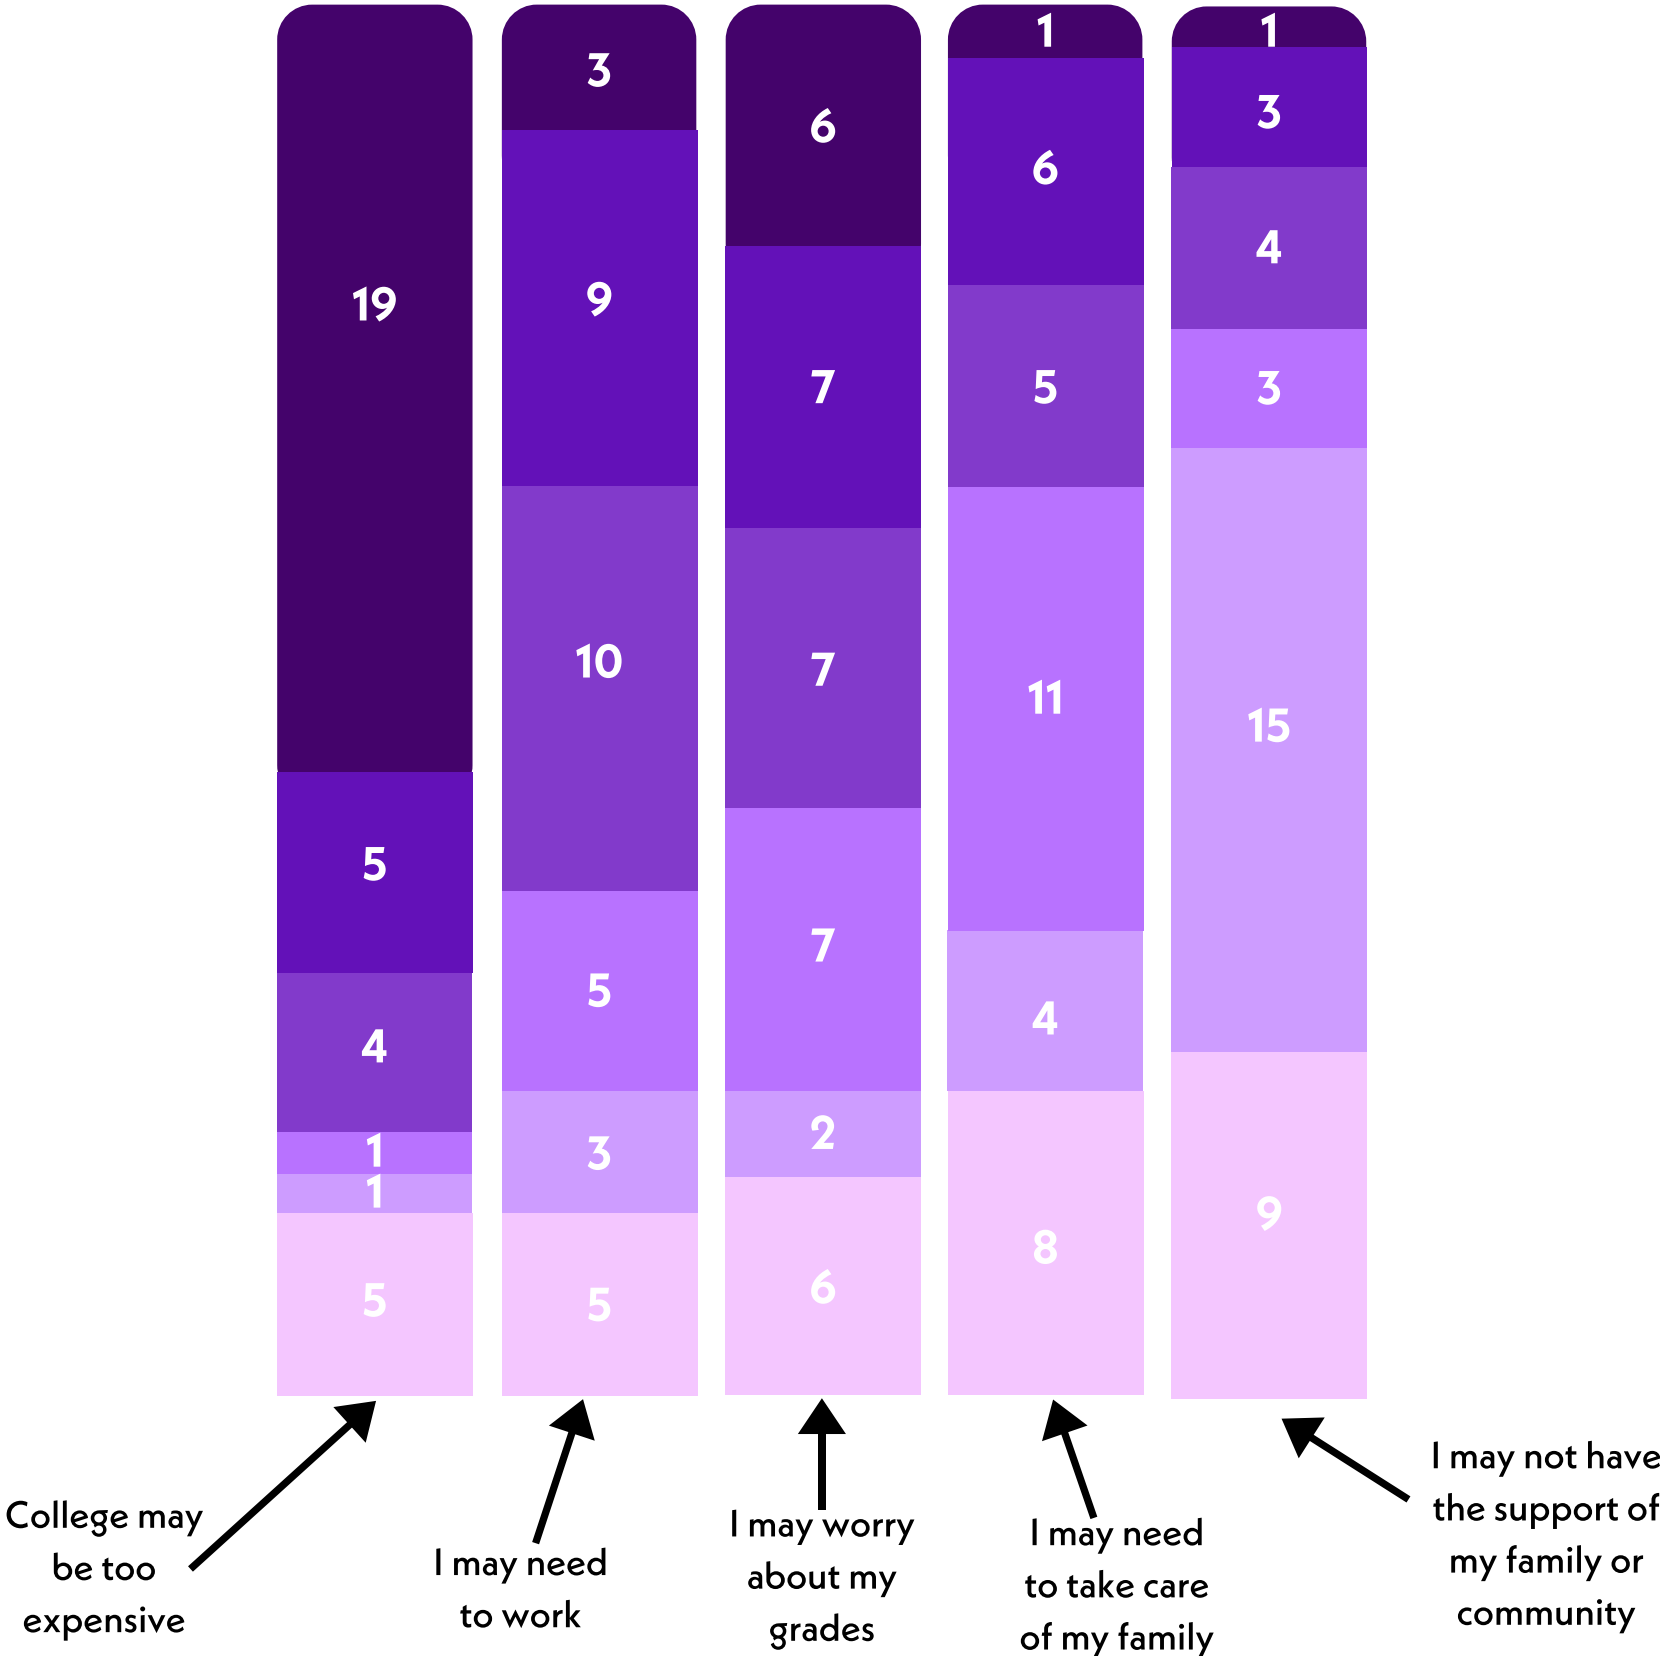 19
5
4
1
1
5
3
9
10
5
3
5
6
7
7
7
2
6
1
6
5
11
4
8
1
3
4
3
15
9
College may
be too
expensive
I may need
to work
I may worry
about my
grades
I may need
to take care
of my family
I may not have
the support of
my family or
community